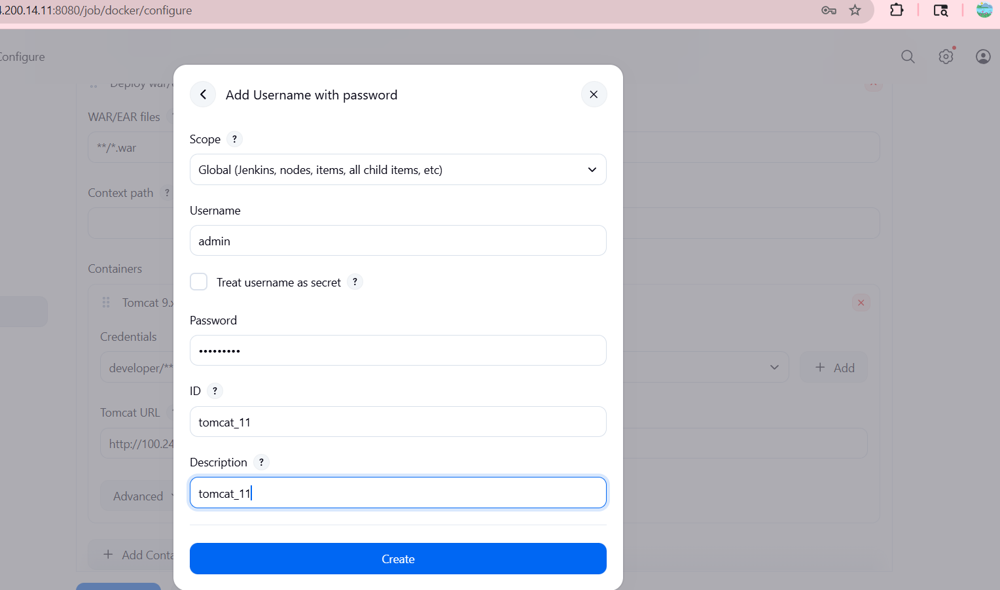 .200.14.11:8080/job/docker/configure
Configure
Deploy war/e
Add Username with password
WAR/EAR files
Scope ?
**/*.war
Global (Jenkins, nodes, items, all child items, etc)
Context path ?
Username
admin
Containers
Treat username as secret ?
Tomcat 9.x
Password
Credentials
•••••••••
developer/**
Add
ID ?
Tomcat URL
tomcat_11
http://100.24
Description ?
tomcat_11
Advanced
Add Conta
Create